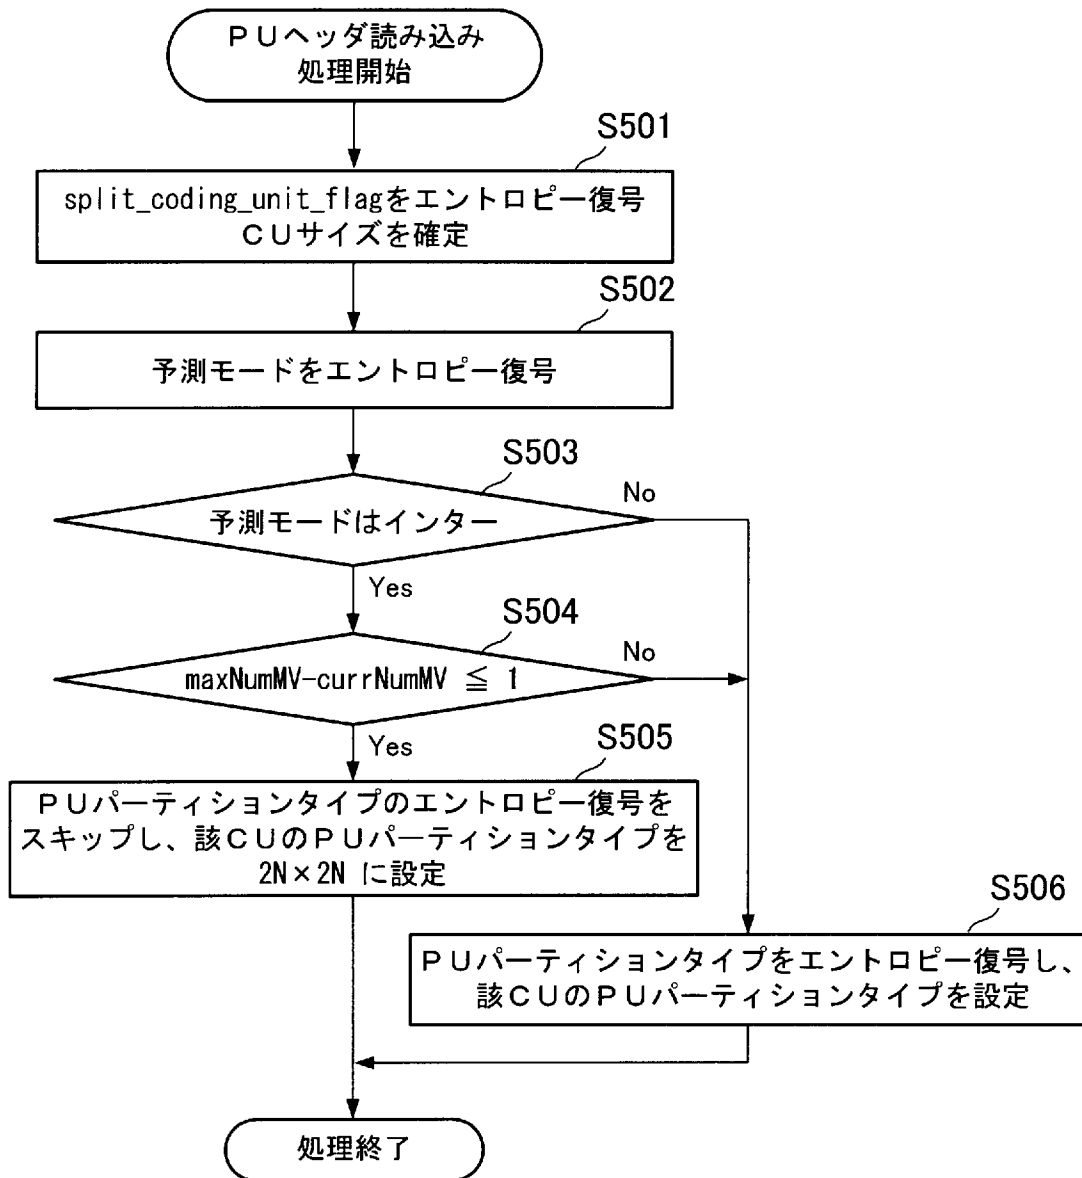 PUヘッダ読み込み
処理開始
S501
split_coding_unit_flagをエントロピー復号
CUサイズを確定
S502
予測モードをエントロピー復号
S503
予測モードはインター
No
Yes
S504
maxNumMV-currNumMV ≦ 1
No
Yes
S505
PUパーティションタイプのエントロピー復号を
スキップし、該CUのPUパーティションタイプを
2N×2N に設定
S506
PUパーティションタイプをエントロピー復号し、
該CUのPUパーティションタイプを設定
処理終了